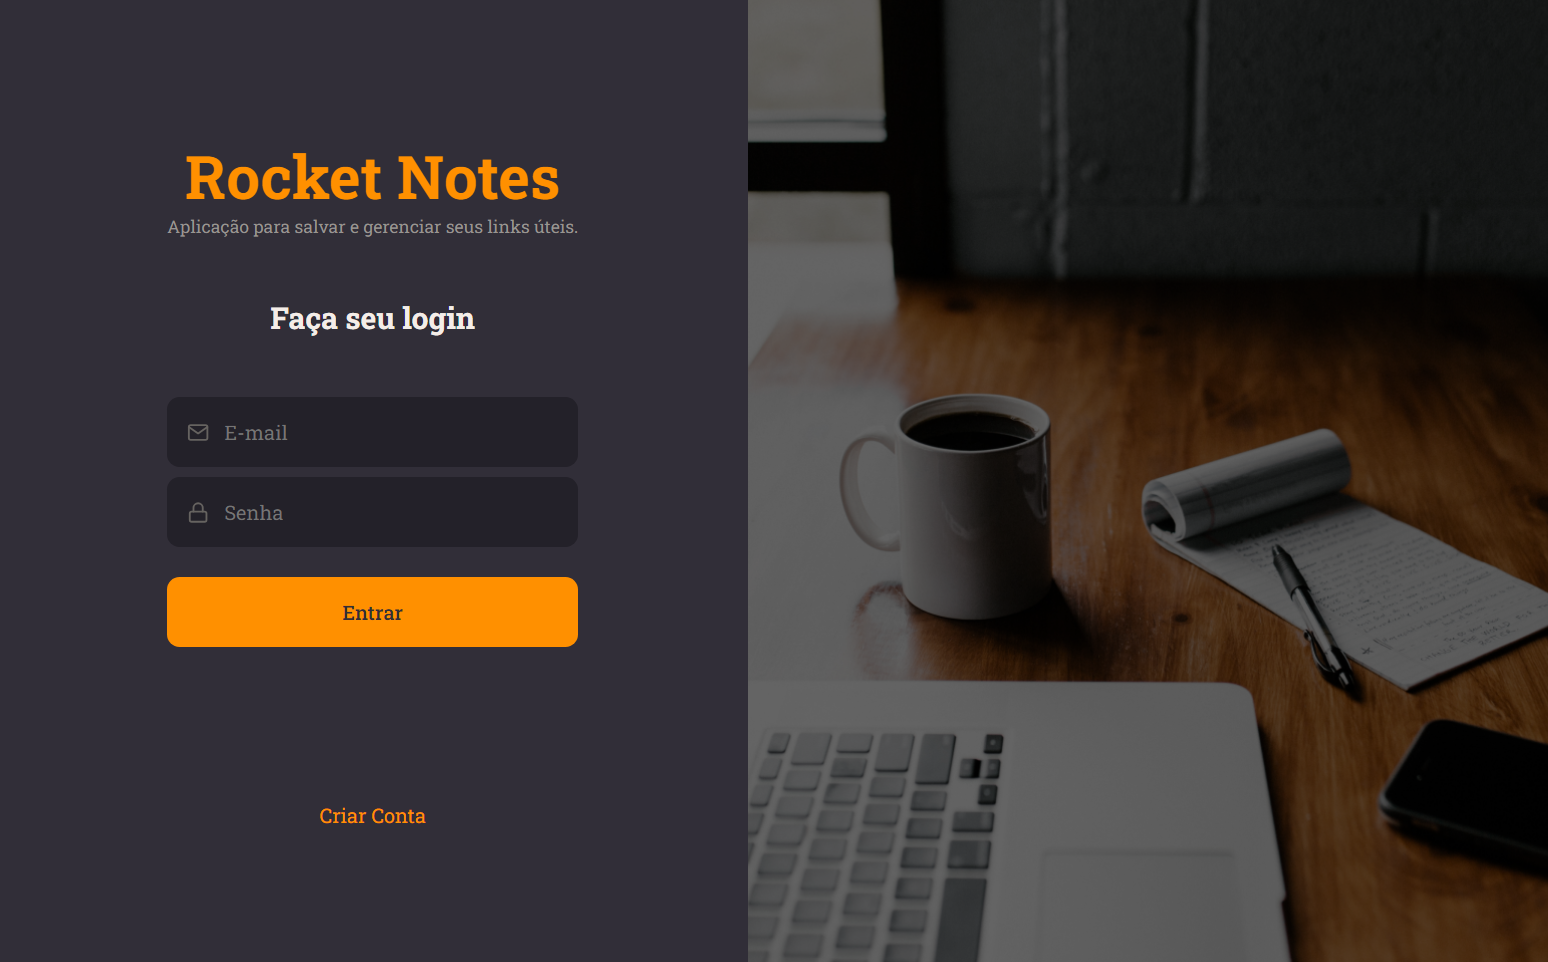 Rocket Notes
Aplicação para salvar e gerenciar seus links úteis.
Faça seu login
E-mail
Senha
Entrar
Criar Conta